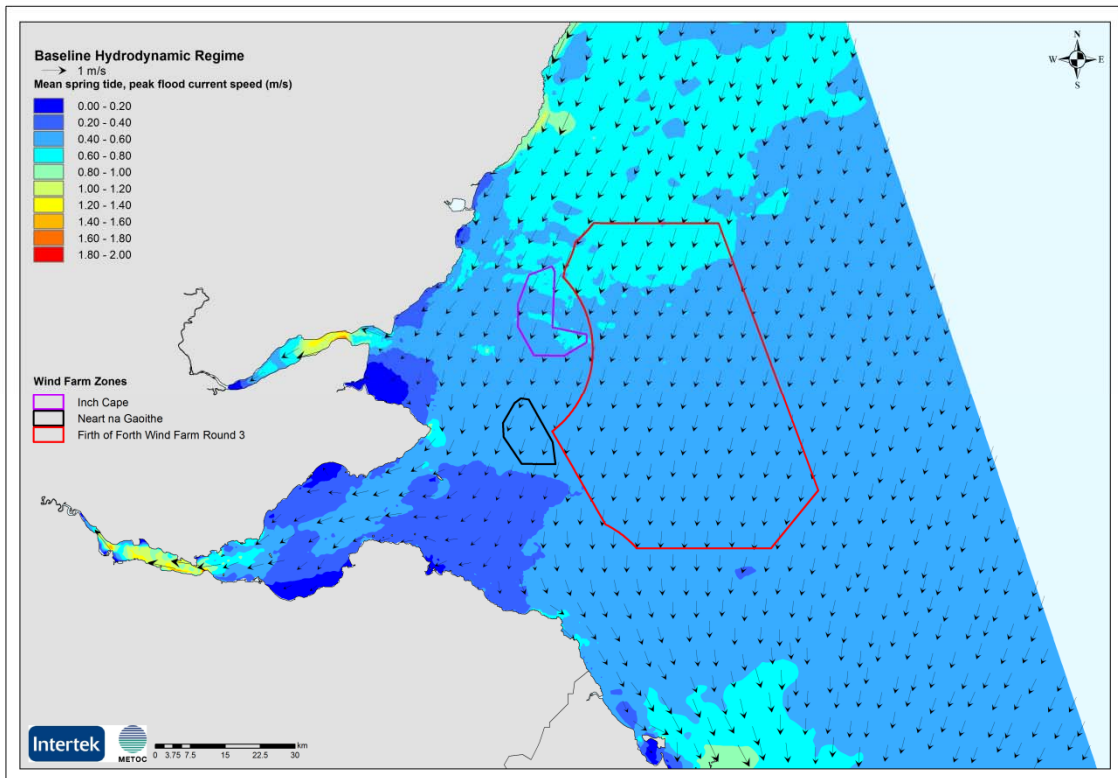 Baseline Hydrodynamic Regime
1 m/s
Mean spring tide, peak flood current speed (m/s)
0.00 - 0.20
0.20 - 0.40
0.40 - 0.60
0.60 - 0.80
0.80 - 1.00
1.00 - 1.20
1.20 - 1.40
1.40 - 1.60
1.60 - 1.80
1.80 - 2.00
N
W E
S
Wind Farm Zones
Inch Cape
Neart na Gaoithe
Firth of Forth Wind Farm Round 3
Intertek
METOC
km
0 3.75 7.5 15 22.5 30